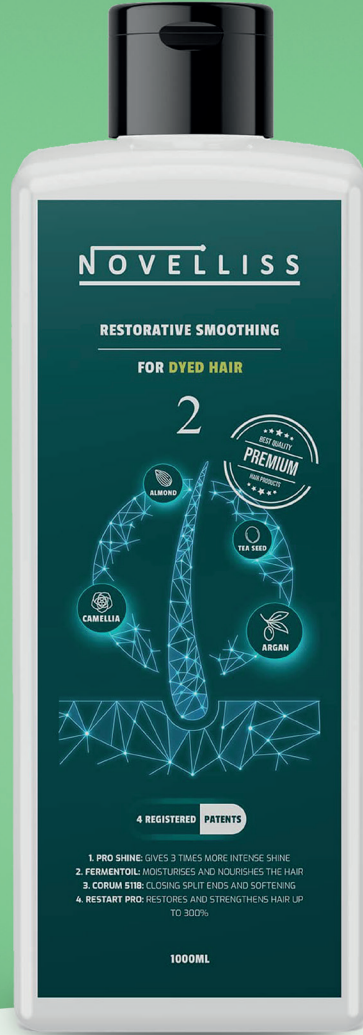 NOVELLISS
RESTORATIVE SMOOTHING
FOR DYED HAIR
2
BEST QUALITY
PREMIUM
HAIR PRODUCTS
ALMOND
TEA SEED
CAMELLIA
ARGAN
4 REGISTERED PATENTS
1. PRO SHINE: GIVES 3 TIMES MORE INTENSE SHINE
2. FERMENTOIL: MOISTURISES AND NOURISHES THE HAIR
3. CORUM 5118: CLOSING SPLIT ENDS AND SOFTENING
4. RESTART PRO: RESTORES AND STRENGTHENS HAIR UP
TO 300%
1000ML